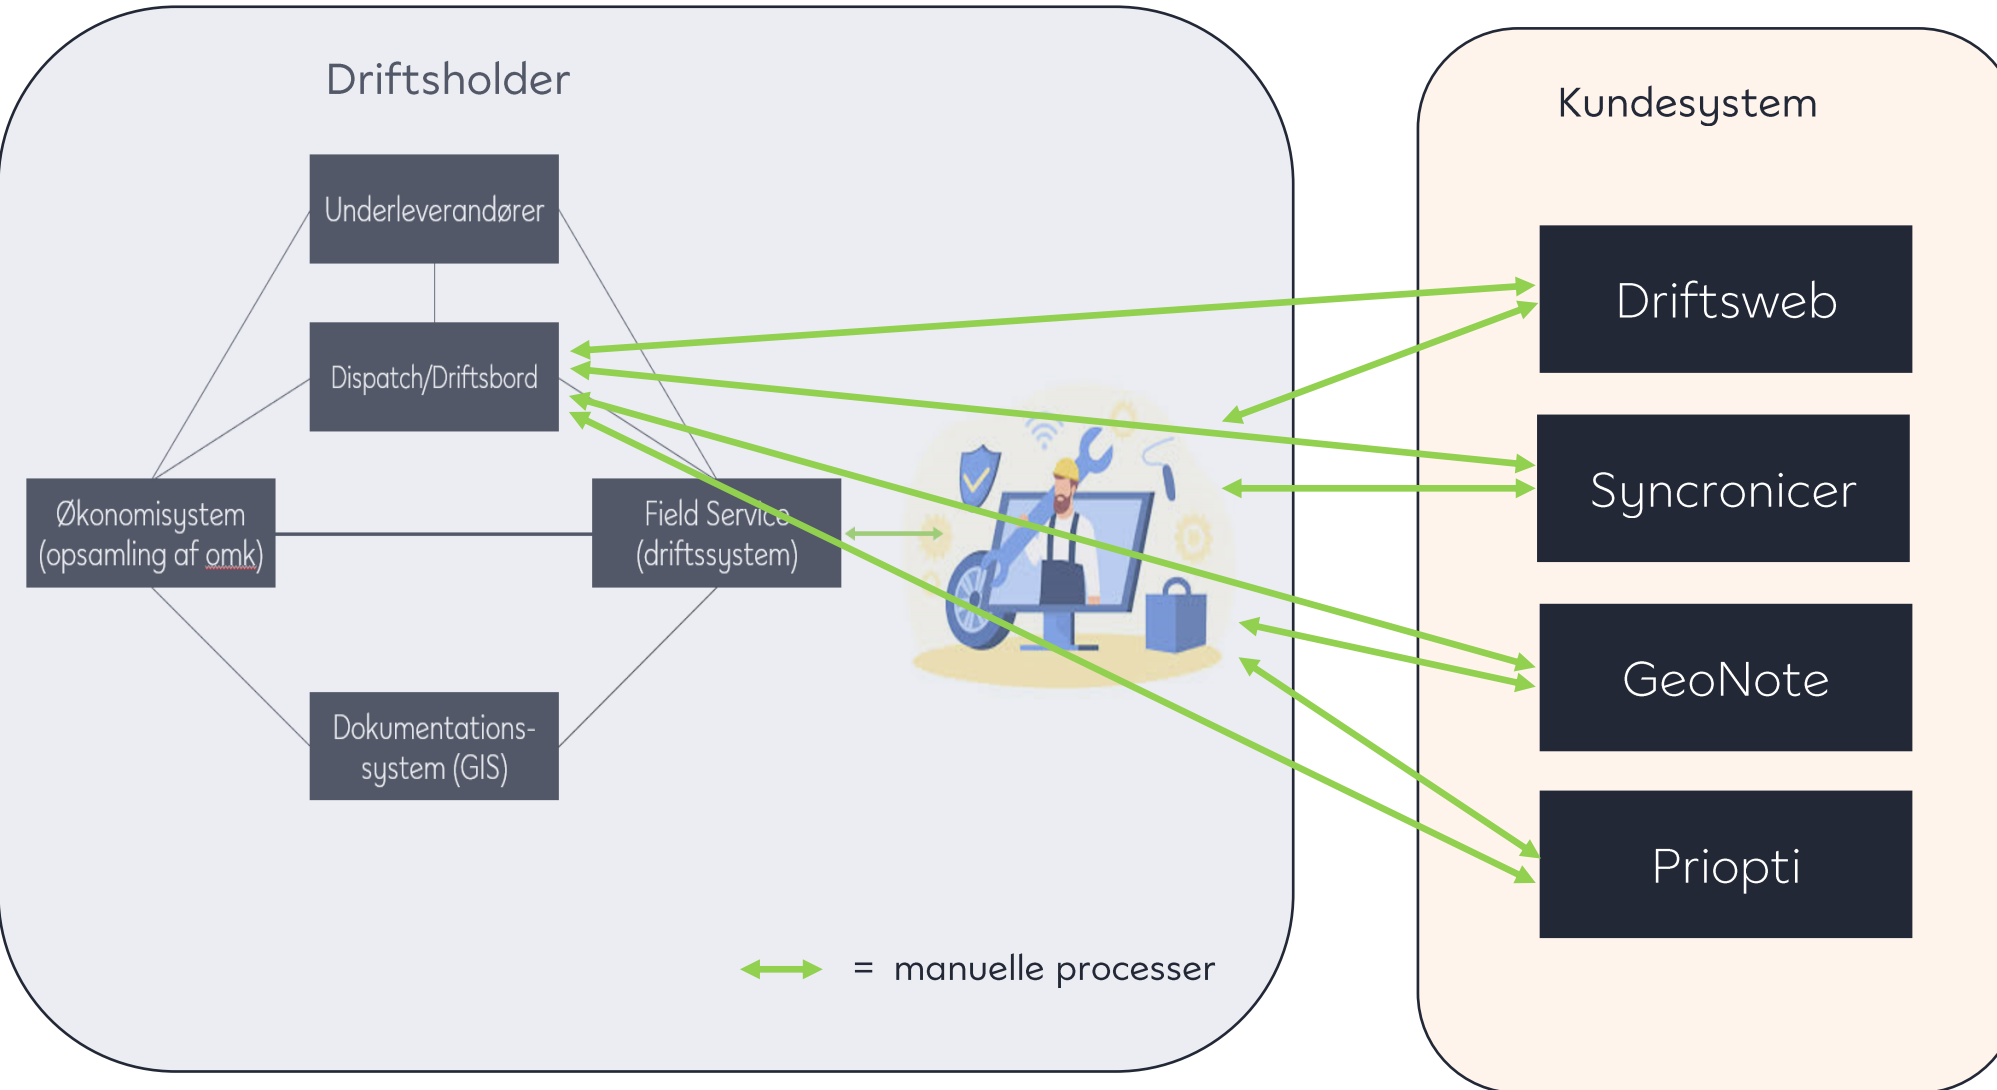 Driftsholder
Kundesystem
Underleverandører
Dispatch/Driftsbord
Økonomisystem
(opsamling af omk)
Field Service
(driftssystem)
Dokumentations-
system (GIS)
Driftsweb
Syncronicer
GeoNote
Priopti
= manuelle processer